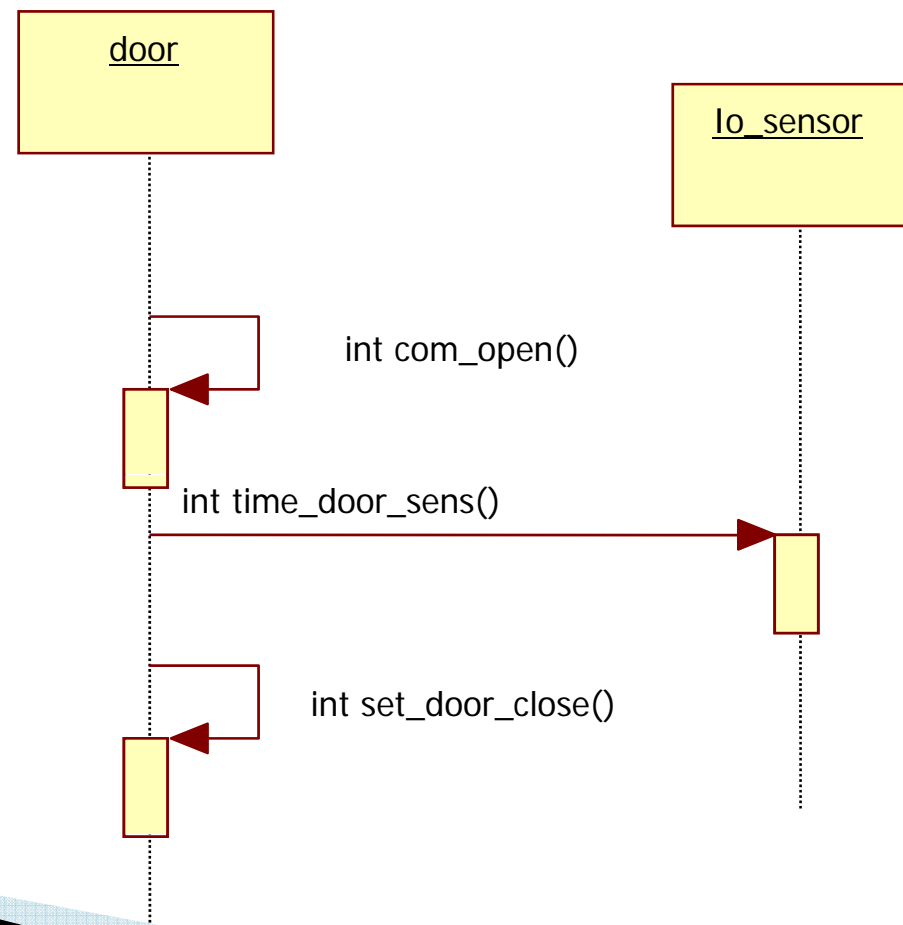 door
Io_sensor
int com_open()
int time_door_sens()
int set_door_close()